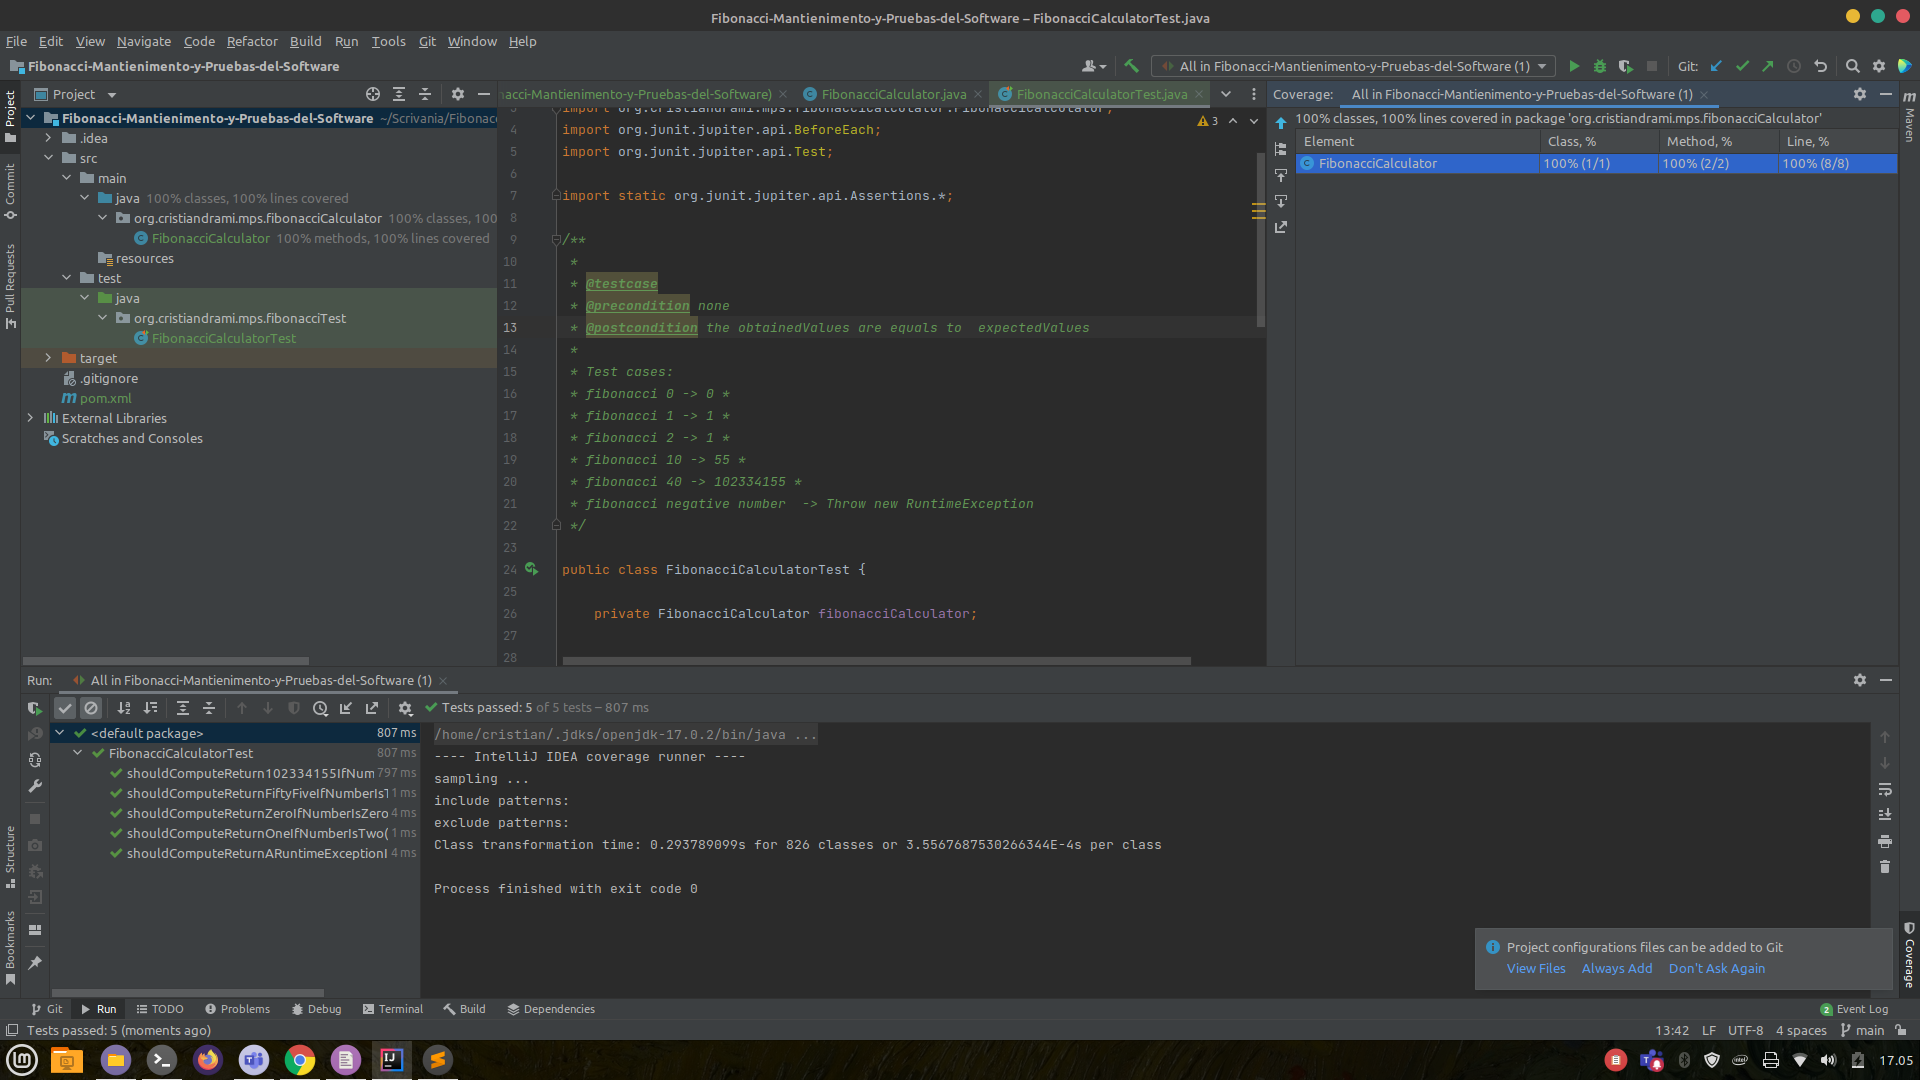 Fibonacci-Mantienimento-y-Pruebas-del-Software – FibonacciCalculatorTest.java
File Edit View Navigate Code Refactor Build Run Tools Git Window Help
Fibonacci-Mantienimento-y-Pruebas-del-Software
All in Fibonacci-Mantienimento-y-Pruebas-del-Software (1)
Git:
Project
nacci-Mantienimento-y-Pruebas-del-Software)
FibonacciCalculator.java
FibonacciCalculatorTest.java
Coverage:
All in Fibonacci-Mantienimento-y-Pruebas-del-Software (1)
Project
Commit
Pull Requests
Structure
Bookmarks
Fibonacci-Mantienimento-y-Pruebas-del-Software ~/Scrivania/Fibonac
.idea
src
main
java 100% classes, 100% lines covered
org.cristiandrami.mps.fibonacciCalculator 100% classes, 100
FibonacciCalculator 100% methods, 100% lines covered
resources
test
java
org.cristiandrami.mps.fibonacciTest
FibonacciCalculatorTest
target
.gitignore
pom.xml
External Libraries
Scratches and Consoles
3
3 import org.cristiandrami.mps.fibonacciCalculator.FibonacciCalculator;
4 import org.junit.jupiter.api.BeforeEach;
5 import org.junit.jupiter.api.Test;
6
7 import static org.junit.jupiter.api.Assertions.*;
8
9 /**
10 *
11 * @testcase
12 * @precondition none
13 * @postcondition the obtainedValues are equals to  expectedValues
14 *
15 * Test cases:
16 * fibonacci 0 -> 0 *
17 * fibonacci 1 -> 1 *
18 * fibonacci 2 -> 1 *
19 * fibonacci 10 -> 55 *
20 * fibonacci 40 -> 102334155 *
21 * fibonacci negative number  -> Throw new RuntimeException
22 */
23
24 public class FibonacciCalculatorTest {
25
26 private FibonacciCalculator fibonacciCalculator;
27
28
100% classes, 100% lines covered in package 'org.cristiandrami.mps.fibonacciCalculator'
Element Class, % Method, % Line, %
FibonacciCalculator 100% (1/1) 100% (2/2) 100% (8/8)
m Maven
Coverage
Run: All in Fibonacci-Mantienimento-y-Pruebas-del-Software (1)
Tests passed: 5 of 5 tests – 807 ms
<default package> 807 ms
FibonacciCalculatorTest 807 ms
shouldComputeReturn102334155IfNum 797 ms
shouldComputeReturnFiftyFiveIfNumberIsT 1 ms
shouldComputeReturnZeroIfNumberIsZero 4 ms
shouldComputeReturnOneIfNumberIsTwo( 1 ms
shouldComputeReturnARuntimeExceptionI 4 ms
/home/cristian/.jdks/openjdk-17.0.2/bin/java ...
---- IntelliJ IDEA coverage runner ----
sampling ...
include patterns:
exclude patterns:
Class transformation time: 0.293789099s for 826 classes or 3.5567687530266344E-4s per class
Process finished with exit code 0
Project configurations files can be added to Git
View Files Always Add Don't Ask Again
Git Run TODO Problems Debug Terminal Build Dependencies
2 Event Log
Tests passed: 5 (moments ago)
13:42 LF UTF-8 4 spaces main
17.05